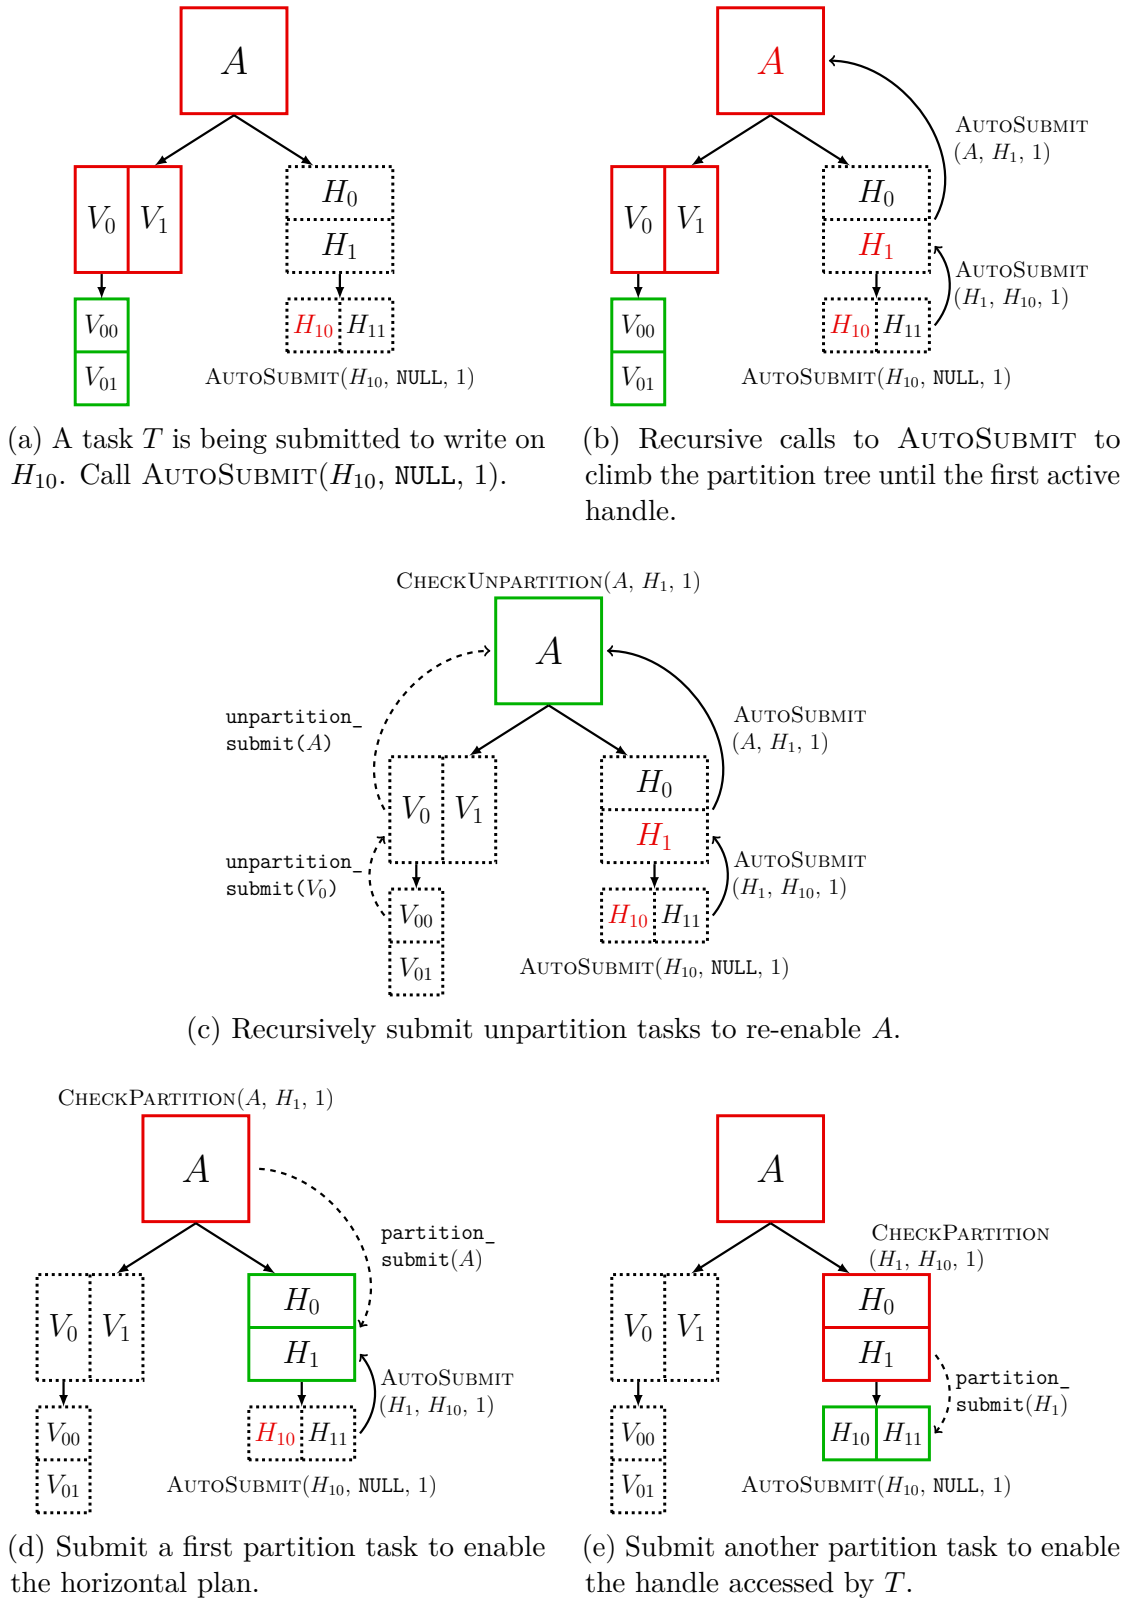 A
V0 V1
H0
H1
V00
V01
H10 H11
AUTOSUBMIT(H10, NULL, 1)
(a) A task T is being submitted to write on
H10. Call AUTOSUBMIT(H10, NULL, 1).
A
AUTOSUBMIT
(A, H1, 1)
V0 V1
H0
H1
AUTOSUBMIT
(H1, H10, 1)
V00
V01
H10 H11
AUTOSUBMIT(H10, NULL, 1)
(b) Recursive calls to AUTOSUBMIT to
climb the partition tree until the first active
handle.
CHECKUNPARTITION(A, H1, 1)
A
unpartition_
submit(A)
AUTOSUBMIT
(A, H1, 1)
V0 V1
H0
H1
unpartition_
submit(V0)
AUTOSUBMIT
(H1, H10, 1)
V00
V01
H10 H11
AUTOSUBMIT(H10, NULL, 1)
(c) Recursively submit unpartition tasks to re-enable A.
CHECKPARTITION(A, H1, 1)
A
partition_
submit(A)
V0 V1
H0
H1
AUTOSUBMIT
(H1, H10, 1)
V00
V01
H10 H11
AUTOSUBMIT(H10, NULL, 1)
(d) Submit a first partition task to enable
the horizontal plan.
A
CHECKPARTITION
(H1, H10, 1)
V0 V1
H0
H1
partition_
submit(H1)
V00
V01
H10 H11
AUTOSUBMIT(H10, NULL, 1)
(e) Submit another partition task to enable
the handle accessed by T.